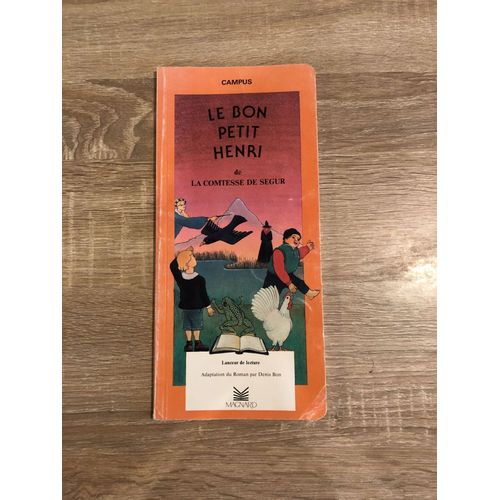 CAMPUS
LE BON
PETIT
HENRI
de
LA COMTESSE DE SEGUR
Lanceur de lecture
Adaptation du Roman par Denis Bon
MAGNARD